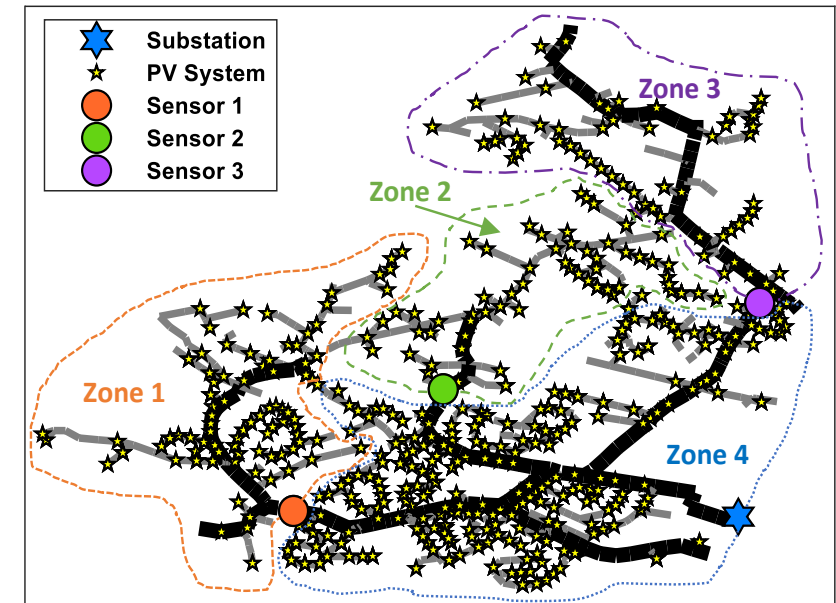 Substation
PV System
Sensor 1
Sensor 2
Sensor 3
Zone 3
Zone 2
Zone 1
Zone 4